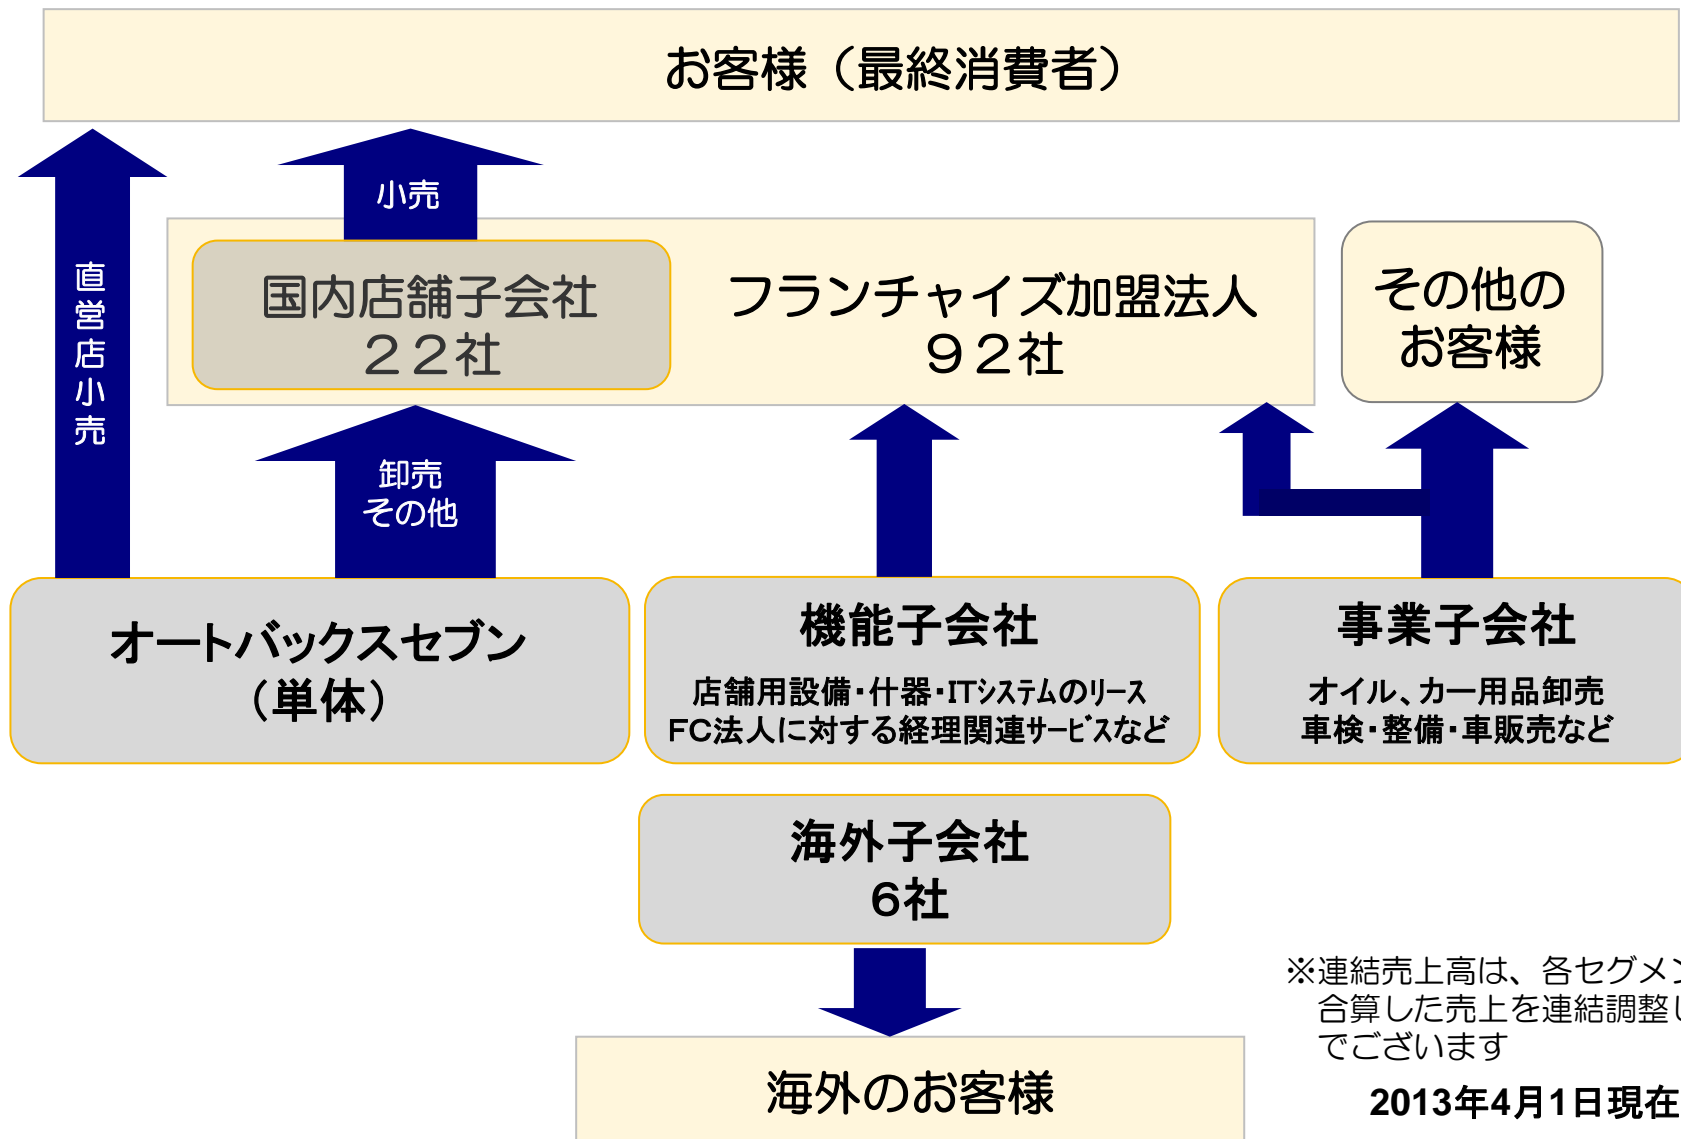 お客様（最終消費者）
小売
直営店小売
国内店舗子会社
２２社
フランチャイズ加盟法人
９２社
その他の
お客様
卸売
その他
オートバックスセブン
（単体）
機能子会社
店舗用設備・什器・ITｼｽﾃﾑのﾘｰｽ
FC法人に対する経理関連ｻｰﾋﾞｽなど
事業子会社
オイル、カー用品卸売
車検・整備・車販売など
海外子会社
６社
海外のお客様
※連結売上高は、各セグメン
合算した売上を連結調整し
でございます
2013年4月1日現在